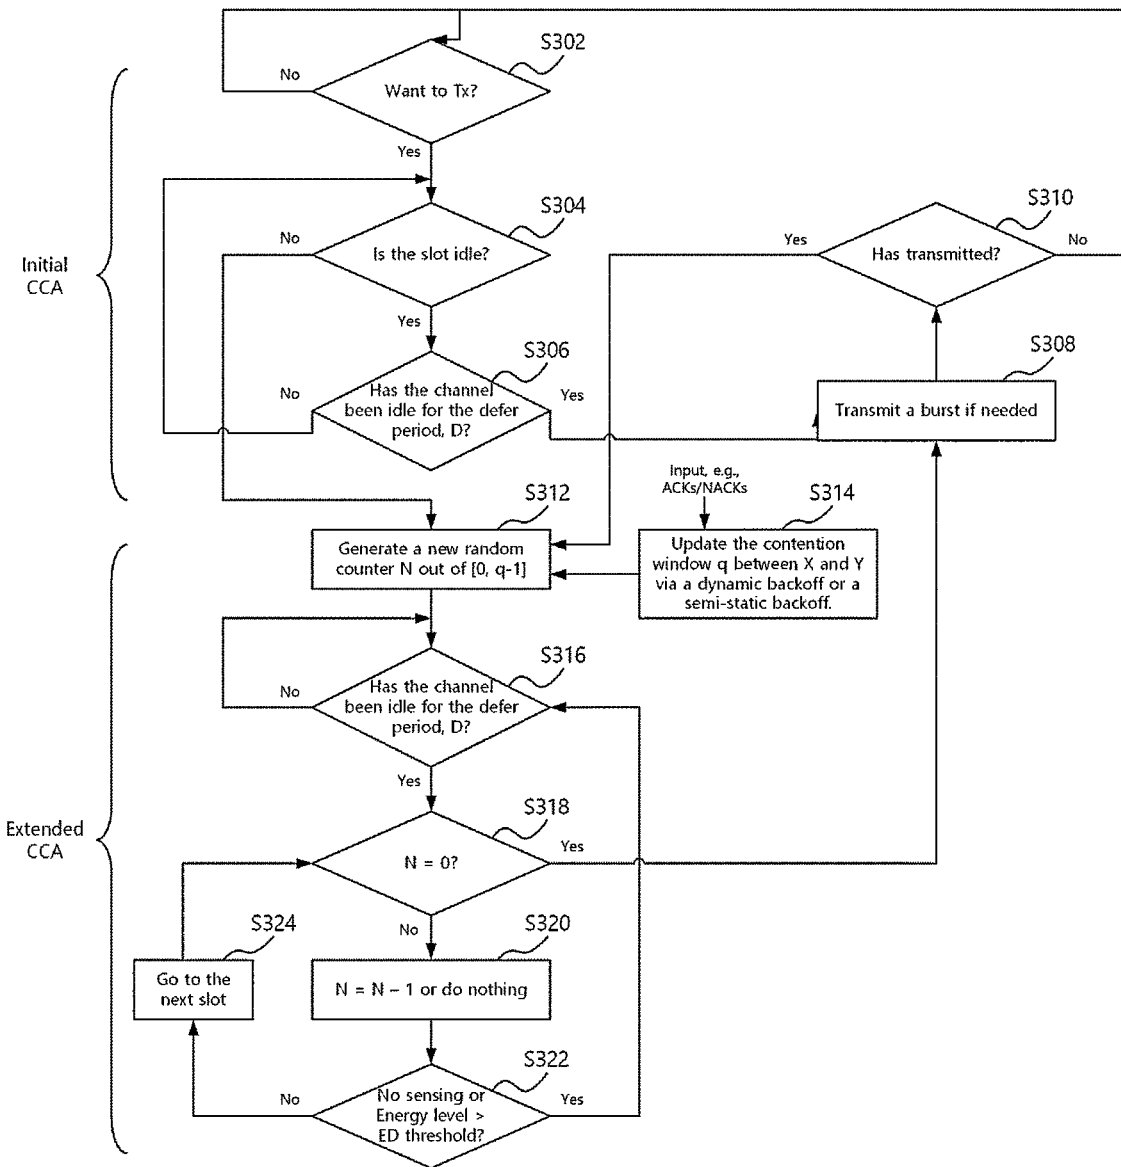 S302
No
Want to Tx?
Yes
S304
No
Is the slot idle?
Yes
S310
Yes
Has transmitted?
No
Initial
CCA
S306
No
Has the channel
been idle for the defer
period, D?
Yes
S308
Transmit a burst if needed
S312
Generate a new random
counter N out of [0, q-1]
Input, e.g.,
ACKs/NACKs
S314
Update the contention
window q between X and Y
via a dynamic backoff or a
semi-static backoff.
S316
No
Has the channel
been idle for the defer
period, D?
Yes
Extended
CCA
S318
N = 0?
Yes
No
S324
Go to the
next slot
S320
N = N – 1 or do nothing
S322
No
No sensing or
Energy level >
ED threshold?
Yes